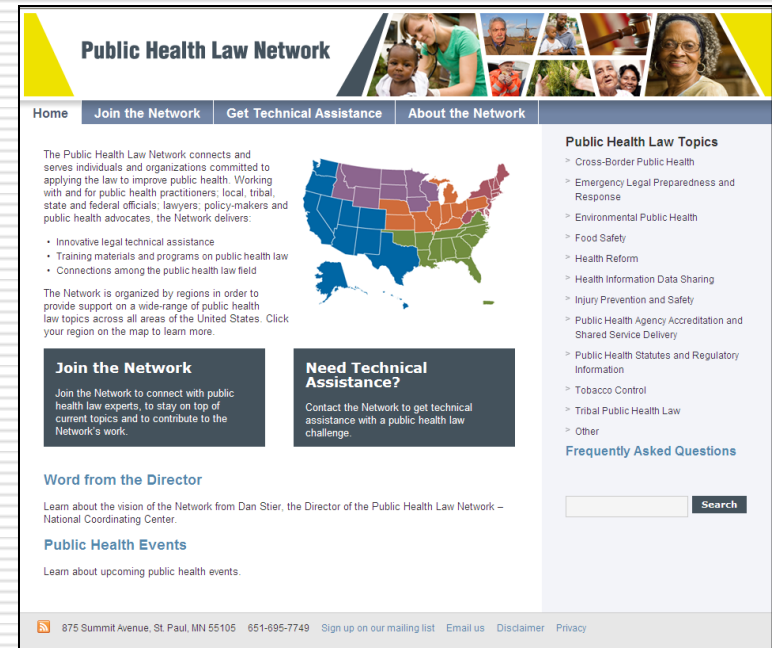 Public Health Law Network
Home Join the Network Get Technical Assistance About the Network
The Public Health Law Network connects and
serves individuals and organizations committed to
applying the law to improve public health. Working
with and for public health practitioners; local, tribal,
state and federal officials; lawyers; policy-makers and
public health advocates, the Network delivers:
• Innovative legal technical assistance
• Training materials and programs on public health law
• Connections among the public health law field
The Network is organized by regions in order to
provide support on a wide-range of public health
law topics across all areas of the United States. Click
your region on the map to learn more.
Join the Network
Join the Network to connect with public
health law experts, to stay on top of
current topics and to contribute to the
Network's work.
Need Technical
Assistance?
Contact the Network to get technical
assistance with a public health law
challenge.
Word from the Director
Learn about the vision of the Network from Dan Stier, the Director of the Public Health Law Network –
National Coordinating Center.
Public Health Events
Learn about upcoming public health events.
Public Health Law Topics
> Cross-Border Public Health
> Emergency Legal Preparedness and
Response
> Environmental Public Health
> Food Safety
> Health Reform
> Health Information Data Sharing
> Injury Prevention and Safety
> Public Health Agency Accreditation and
Shared Service Delivery
> Public Health Statutes and Regulatory
Information
> Tobacco Control
> Tribal Public Health Law
> Other
Frequently Asked Questions
Search
875 Summit Avenue, St. Paul, MN 55105 651-695-7749 Sign up on our mailing list Email us Disclaimer Privacy